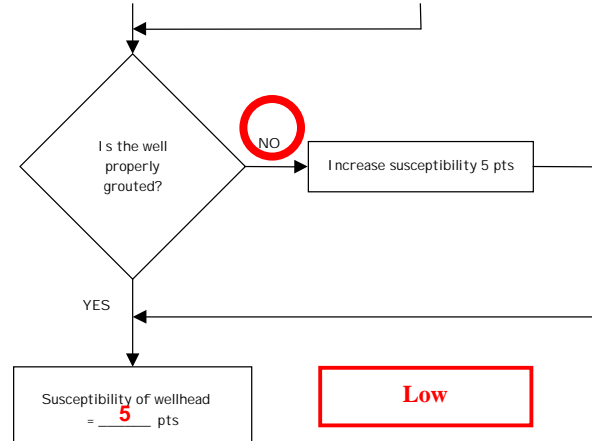 Is the well
properly
grouted?
NO
Increase susceptibility 5 pts
YES
Susceptibility of wellhead
= 5 pts
Low